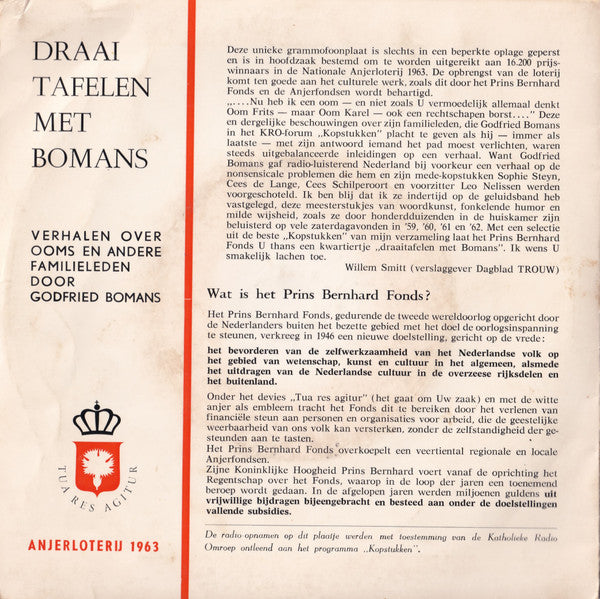 DRAAI
TAFELEN
MET
BOMANS
VERHALEN OVER
OOMS EN ANDERE
FAMILIELEDEN
DOOR
GODFRIED BOMANS
TUA RES AGITUR
ANJERLOTERIJ 1963
Deze unieke grammofoonplaat is slechts in een beperkte oplage geperst
en is in hoofdzaak bestemd om te worden uitgereikt aan 16.200 prijs-
winnaars in de Nationale Anjerloterij 1963. De opbrengst van de loterij
komt ten goede aan het culturele werk, zoals dit door het Prins Bernhard
Fonds en de Anjerfondsen wordt behartigd.
„....Nu heb ik een oom — en niet zoals U vermoedelijk allemaal denkt
Oom Frits — maar Oom Karel — ook een rechtschapen borst...." Deze
en dergelijke beschouwingen over zijn familieleden, die Godfried Bomans
in het KRO-forum „Kopstukken" placht te geven als hij — immer als
laatste — met zijn antwoord iemand het pad moest verlichten, waren
steeds uitgebalanceerde inleidingen op een verhaal. Want Godfried
Bomans gaf radio-luisterend Nederland bij voorkeur een verhaal op de
nonsensicale problemen die hem en zijn mede-kopstukken Sophie Steyn,
Cees de Lange, Cees Schilperoort en voorzitter Leo Nelissen werden
voorgeschoteld. Ik ben blij dat ik ze indertijd op de geluidsband heb
vastgelegd, deze meesterstukjes van woordkunst, fonkelende humor en
milde wijsheid, zoals ze door honderdduizenden in de huiskamer zijn
beluisterd op vele zaterdagavonden in '59, '60, '61 en '62. Met een selectie
uit de beste „Kopstukken" van mijn verzameling laat het Prins Bernhard
Fonds U thans een kwartiertje „draaitafelen met Bomans". Ik wens U
smakelijk lachen toe.
Willem Smitt (verslaggever Dagblad TROUW)
Wat is het Prins Bernhard Fonds?
Het Prins Bernhard Fonds, gedurende de tweede wereldoorlog opgericht door
de Nederlanders buiten het bezette gebied met het doel de oorlogsinspanning
te steunen, verkreeg in 1946 een nieuwe doelstelling, gericht op de vrede:
het bevorderen van de zelfwerkzaamheid van het Nederlandse volk op
het gebied van wetenschap, kunst en cultuur in het algemeen, alsmede
het uitdragen van de Nederlandse cultuur in de overzeese rijksdelen en
het buitenland.
Onder het devies „Tua res agitur" (het gaat om Uw zaak) en met de witte
anjer als embleem tracht het Fonds dit te bereiken door het verlenen van
financiële steun aan personen en organisaties voor arbeid, die de geestelijke
weerbaarheid van ons volk kan versterken, zonder de zelfstandigheid der ge-
steunden aan te tasten.
Het Prins Bernhard Fonds overkoepelt een veertiental regionale en locale
Anjerfondsen.
Zijne Koninklijke Hoogheid Prins Bernhard voert vanaf de oprichting het
Regentschap over het Fonds, waarop in de loop der jaren een toenemend
beroep wordt gedaan. In de afgelopen jaren werden miljoenen guldens uit
vrijwillige bijdragen bijeengebracht en besteed aan onder de doelstellingen
vallende subsidies.
De radio-opnamen op dit plaatje werden met toestemming van de Katholieke Radio
Omroep ontleend aan het programma „Kopstukken".